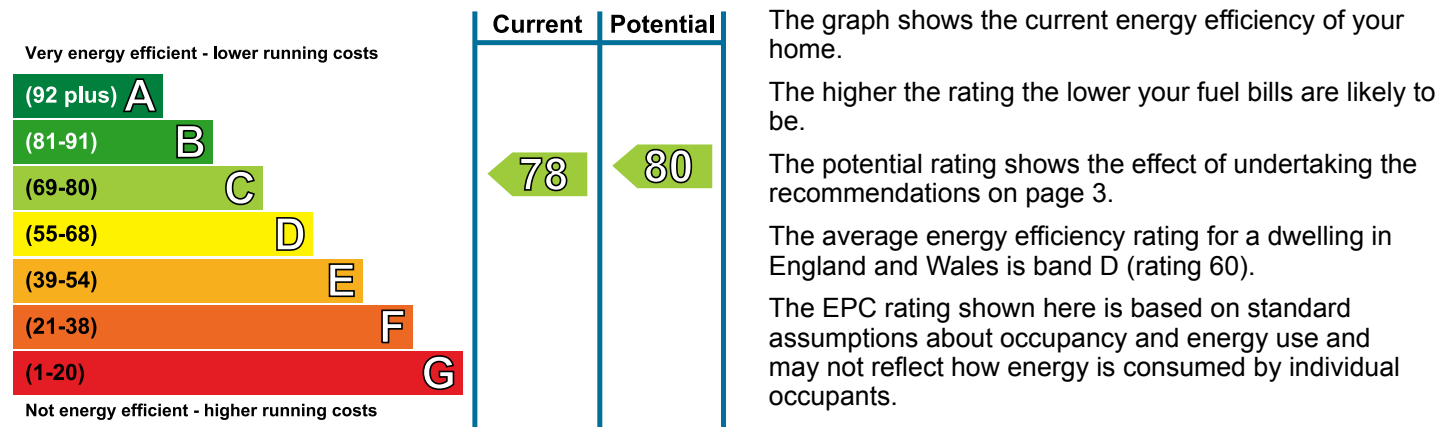 Current Potential
Very energy efficient - lower running costs
(92 plus) A
(81-91) B
(69-80) C
(55-68) D
(39-54) E
(21-38) F
(1-20) G
Not energy efficient - higher running costs
78 80
The graph shows the current energy efficiency of your
home.
The higher the rating the lower your fuel bills are likely to
be.
The potential rating shows the effect of undertaking the
recommendations on page 3.
The average energy efficiency rating for a dwelling in
England and Wales is band D (rating 60).
The EPC rating shown here is based on standard
assumptions about occupancy and energy use and
may not reflect how energy is consumed by individual
occupants.